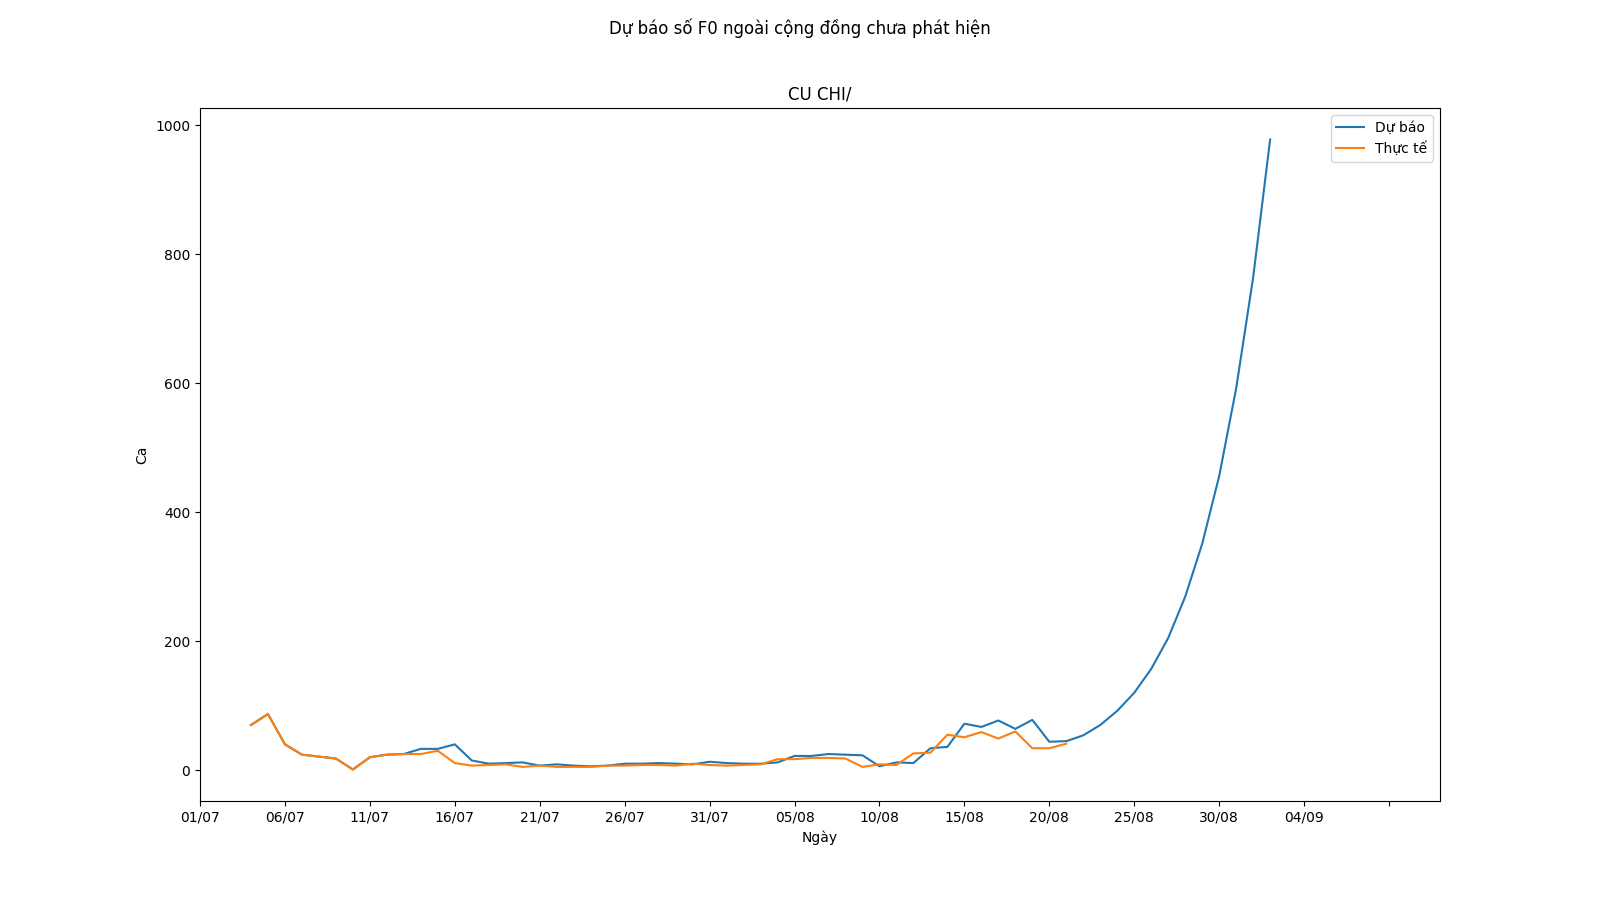 Dự báo số F0 ngoài cộng đồng chưa phát hiện
CU CHI/
Dự báo
Thực tế
1000
800
600
400
200
0
Ca
01/07 06/07 11/07 16/07 21/07 26/07 31/07 05/08 10/08 15/08 20/08 25/08 30/08 04/09
Ngày